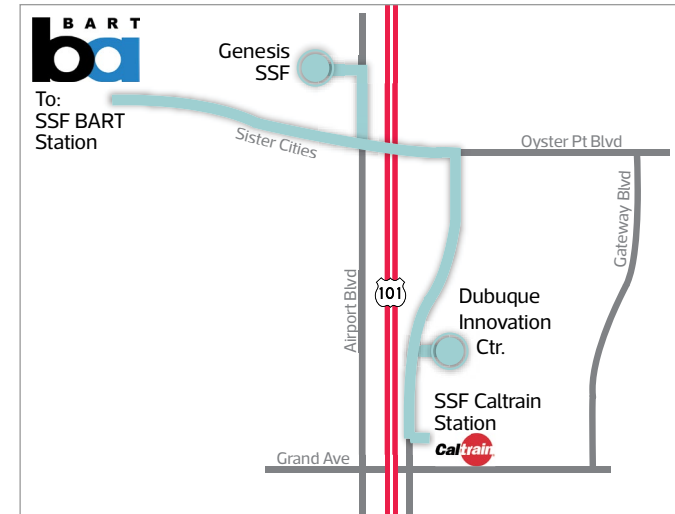 BART
ba
To:
SSF BART
Station
Genesis
SSF
Sister Cities
Oyster Pt Blvd
Gateway Blvd
Airport Blvd
101
Dubuque
Innovation
Ctr.
SSF Caltrain
Station
Caltrain
Grand Ave